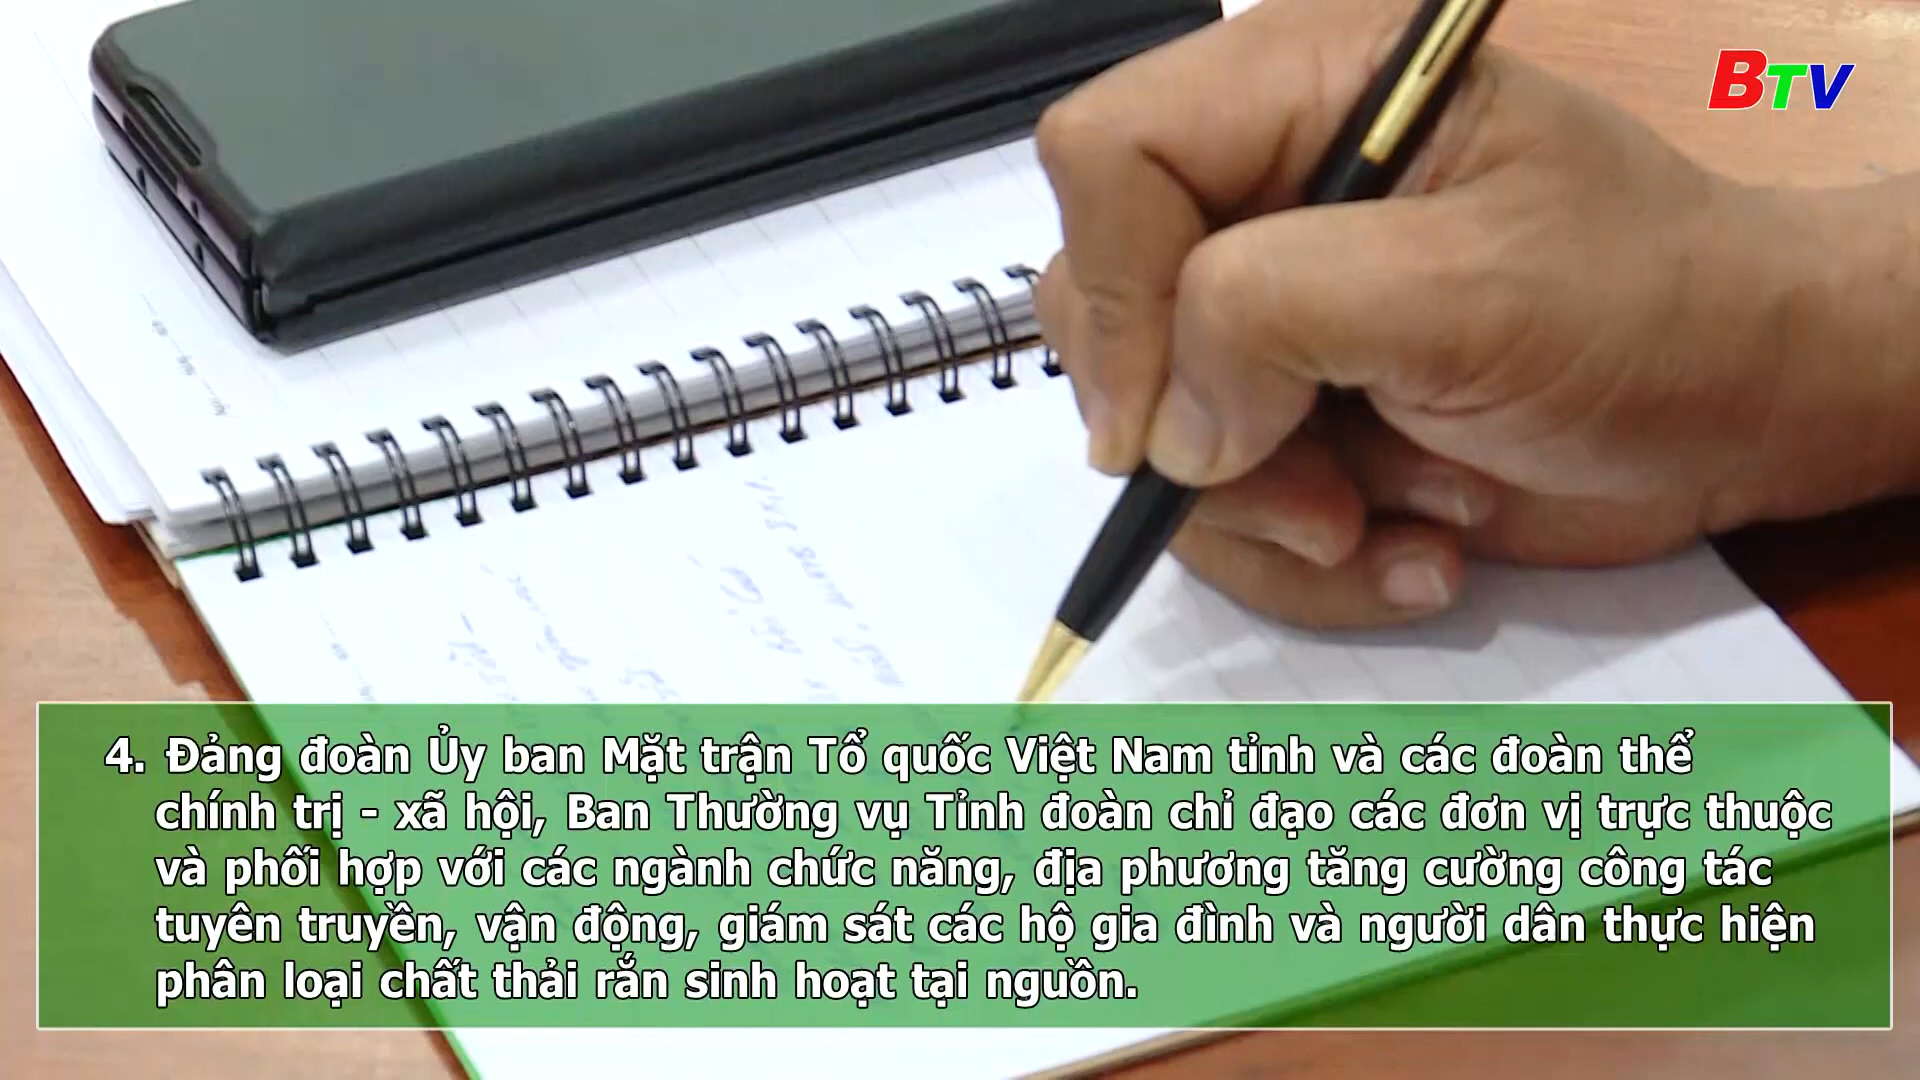 BTV
4. Đảng đoàn Ủy ban Mặt trận Tổ quốc Việt Nam tỉnh và các đoàn thể
chính trị - xã hội, Ban Thường vụ Tỉnh đoàn chỉ đạo các đơn vị trực thuộc
và phối hợp với các ngành chức năng, địa phương tăng cường công tác
tuyên truyền, vận động, giám sát các hộ gia đình và người dân thực hiện
phân loại chất thải rắn sinh hoạt tại nguồn.